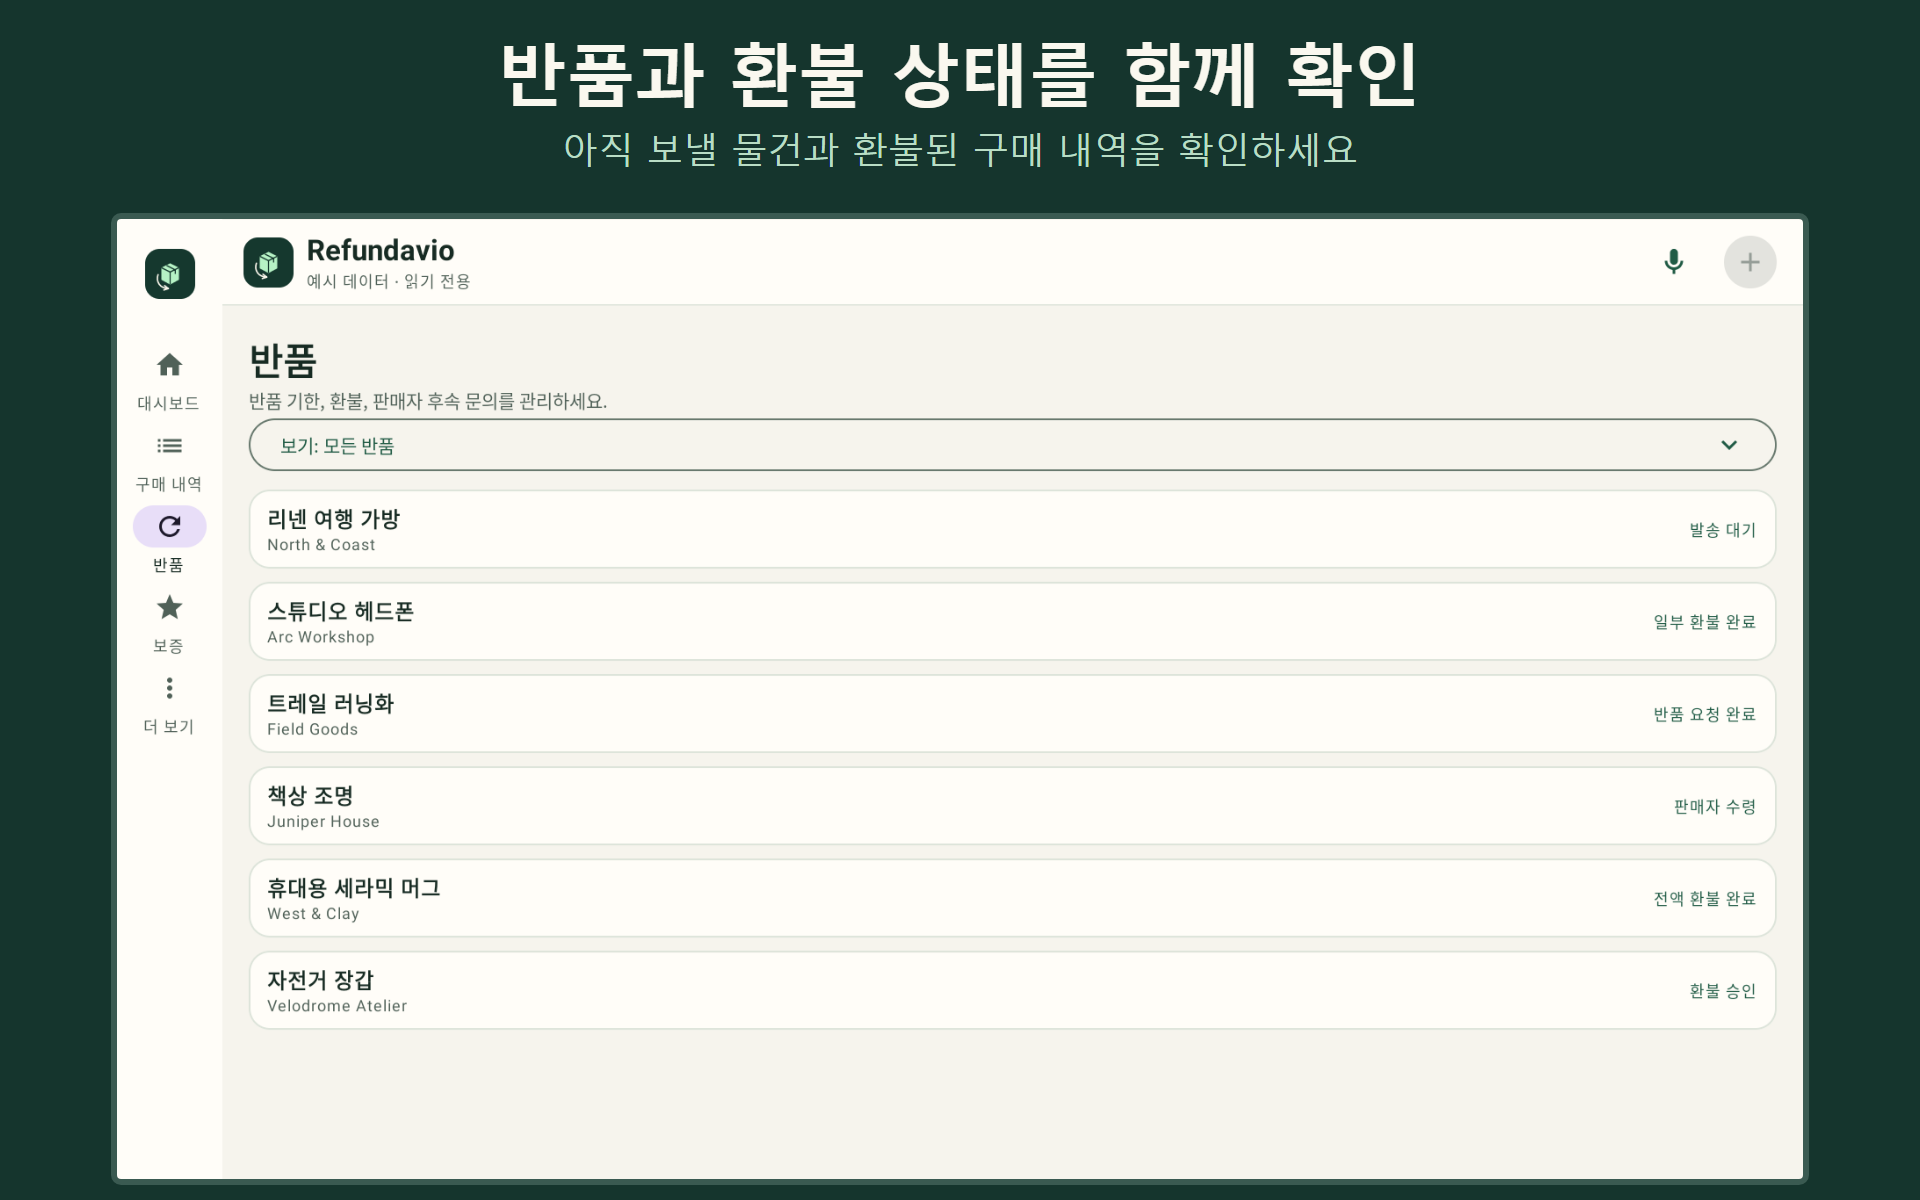 반품과 환불 상태를 함께 확인
아직 보낼 물건과 환불된 구매 내역을 확인하세요
Refundavio
예시 데이터 · 읽기 전용
대시보드
구매 내역
반품
보증
더 보기
반품
반품 기한, 환불, 판매자 후속 문의를 관리하세요.
보기: 모든 반품
리넨 여행 가방
North & Coast
발송 대기
스튜디오 헤드폰
Arc Workshop
일부 환불 완료
트레일 러닝화
Field Goods
반품 요청 완료
책상 조명
Juniper House
판매자 수령
휴대용 세라믹 머그
West & Clay
전액 환불 완료
자전거 장갑
Velodrome Atelier
환불 승인